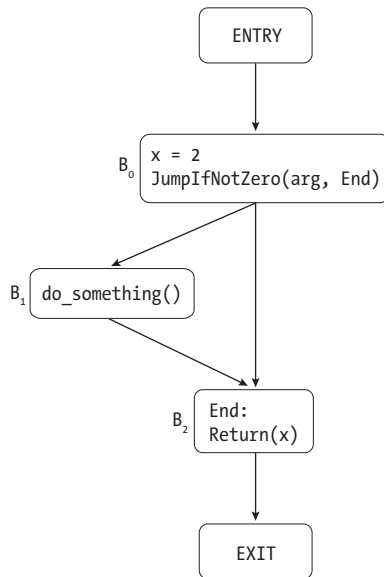 ENTRY
B0
x = 2
JumpIfNotZero(arg, End)
B1
do_something()
B2
End:
Return(x)
EXIT